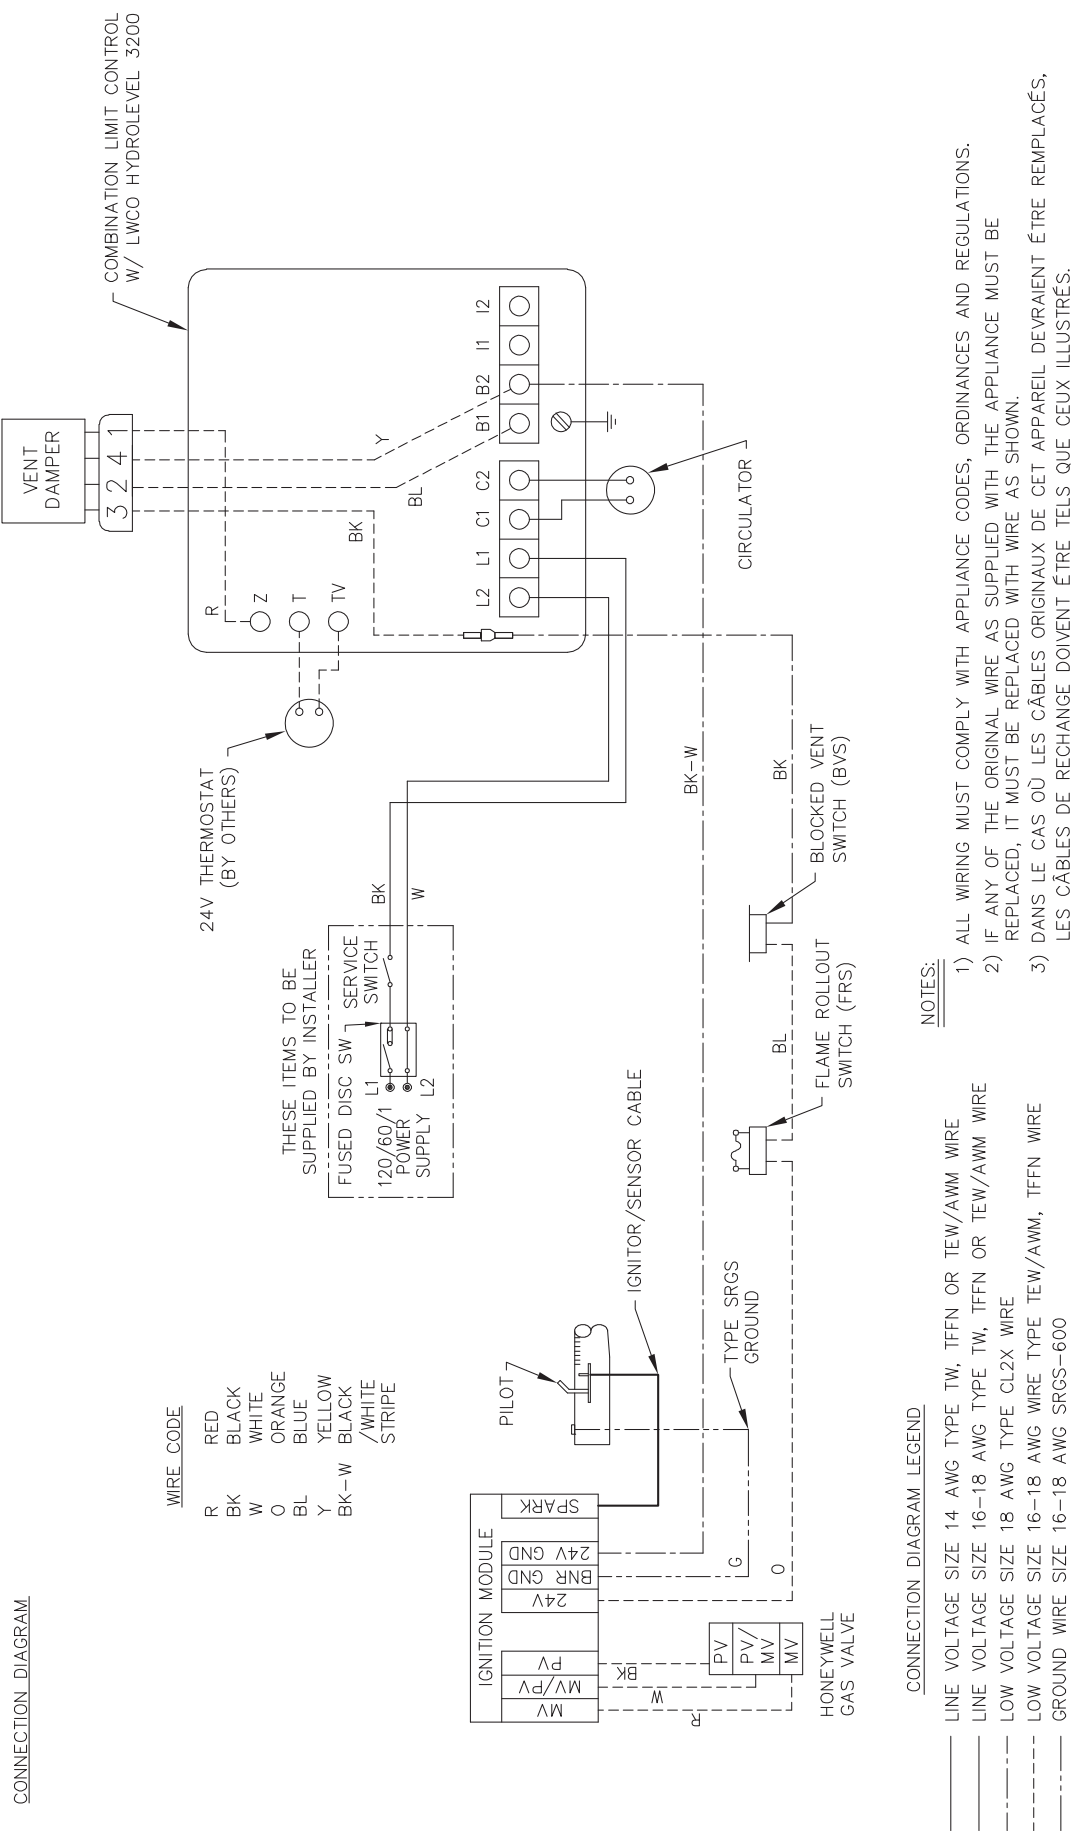 CONNECTION DIAGRAM
WIRE CODE
R RED
BK BLACK
W WHITE
O ORANGE
BL BLUE
Y YELLOW
BK-W BLACK
/WHITE
STRIPE
THESE ITEMS TO BE
SUPPLIED BY INSTALLER
FUSED DISC SW
SERVICE
SWITCH
L1
120/60/1
POWER
SUPPLY
L2
BK
W
24V THERMOSTAT
(BY OTHERS)
VENT
DAMPER
3 2 4 1
COMBINATION LIMIT CONTROL
W/ LWCO HYDROLEVEL 3200
R
Z
T
TV
BK
BL
Y
L2 L1 C1 C2 B1 B2 I1 I2
CIRCULATOR
PILOT
IGNITOR/SENSOR CABLE
TYPE SRGS
GROUND
IGNITION MODULE
MV
MV/PV
PV
24V
BNR GND
24V GND
SPARK
R
W
BK
G
O
BK-W
BL
BK
PV
PV/
MV
MV
HONEYWELL
GAS VALVE
FLAME ROLLOUT
SWITCH (FRS)
BLOCKED VENT
SWITCH (BVS)
CONNECTION DIAGRAM LEGEND
LINE VOLTAGE SIZE 14 AWG TYPE TW, TFFN OR TEW/AWM WIRE
LINE VOLTAGE SIZE 16-18 AWG TYPE TW, TFFN OR TEW/AWM WIRE
LOW VOLTAGE SIZE 18 AWG TYPE CL2X WIRE
LOW VOLTAGE SIZE 16-18 AWG WIRE TYPE TEW/AWM, TFFN WIRE
GROUND WIRE SIZE 16-18 AWG SRGS-600
NOTES:
1) ALL WIRING MUST COMPLY WITH APPLIANCE CODES, ORDINANCES AND REGULATIONS.
2) IF ANY OF THE ORIGINAL WIRE AS SUPPLIED WITH THE APPLIANCE MUST BE
REPLACED, IT MUST BE REPLACED WITH WIRE AS SHOWN.
3) DANS LE CAS OÙ LES CÂBLES ORIGINAUX DE CET APPAREIL DEVRAIENT ÉTRE REMPLACÉS,
LES CÂBLES DE RECHANGE DOIVENT ÉTRE TELS QUE CEUX ILLUSTRÉS.